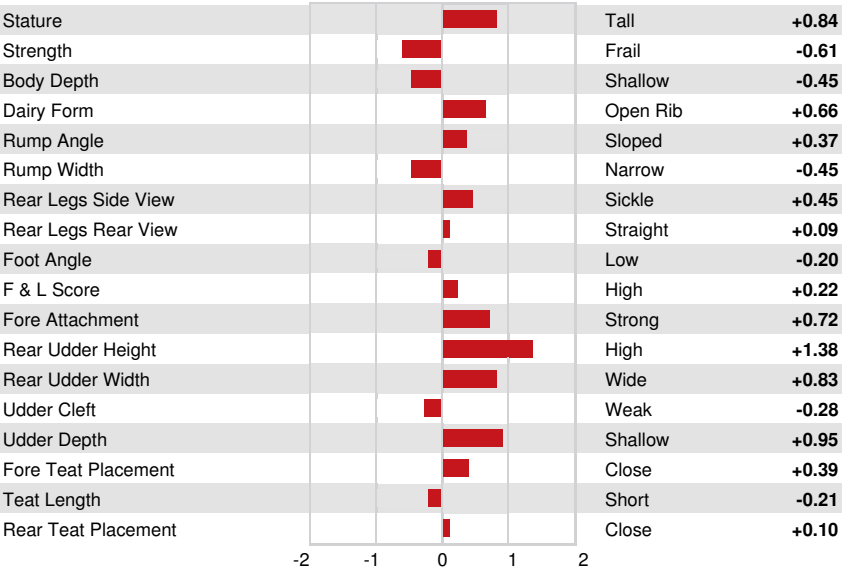 Stature Tall +0.84
Strength Frail -0.61
Body Depth Shallow -0.45
Dairy Form Open Rib +0.66
Rump Angle Sloped +0.37
Rump Width Narrow -0.45
Rear Legs Side View Sickle +0.45
Rear Legs Rear View Straight +0.09
Foot Angle Low -0.20
F & L Score High +0.22
Fore Attachment Strong +0.72
Rear Udder Height High +1.38
Rear Udder Width Wide +0.83
Udder Cleft Weak -0.28
Udder Depth Shallow +0.95
Fore Teat Placement Close +0.39
Teat Length Short -0.21
Rear Teat Placement Close +0.10
-2 -1 0 1 2